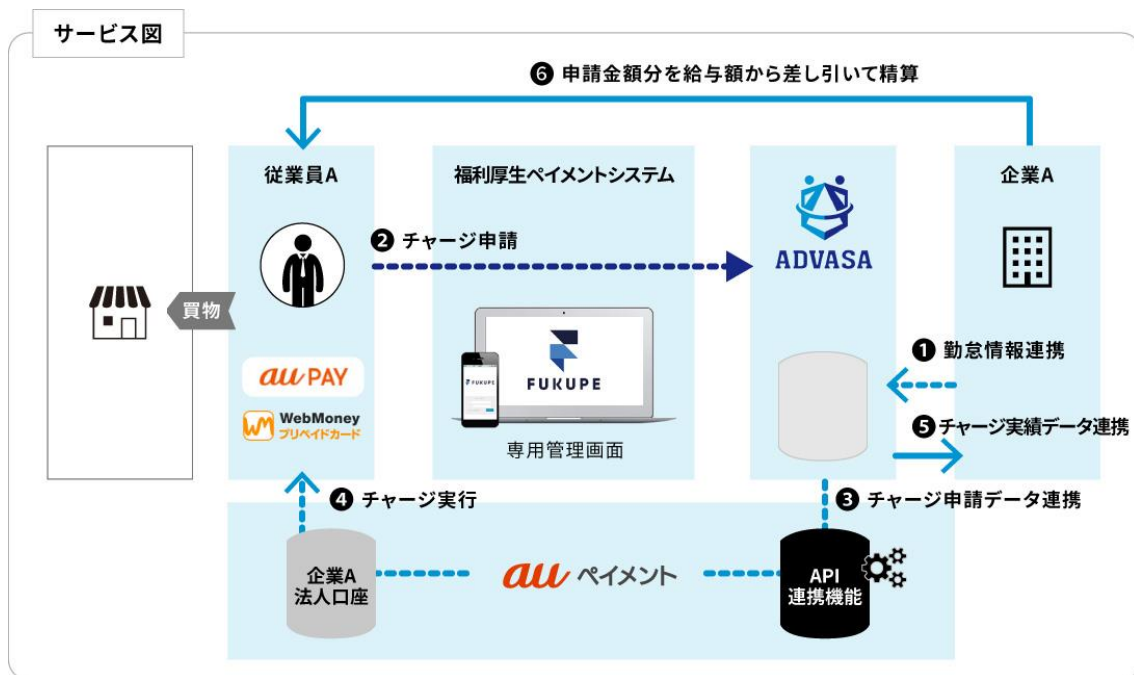 サービス図
❻ 申請金額分を給与額から差し引いて精算
従業員A
福利厚生ペイメントシステム
企業A
❷ チャージ申請
ADVASA
買物
FUKUPE
FUKUPE
❶ 勤怠情報連携
au PAY
WebMoney
プリペイドカード
専用管理画面
❺ チャージ実績データ連携
❹ チャージ実行
❸ チャージ申請データ連携
企業A
法人口座
au ペイメント
API
連携機能